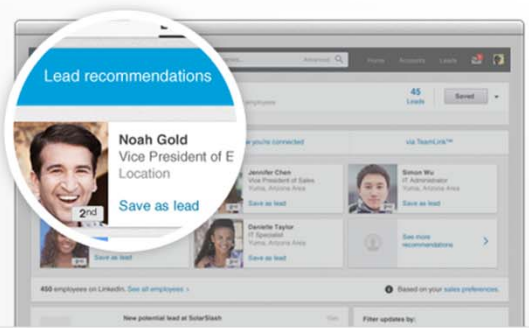 Advanced
Home Accounts Leads
employees
45
Leads
Saved
Lead recommendations
you're connected
via TeamLink™
Noah Gold
Vice President of E
Location
2nd
Save as lead
Jennifer Chen
Vice President of Sales
Yuma, Arizona Area
Save as lead
Simon Wu
IT Administrator
Yuma, Arizona Area
Save as lead
Save as lead
Danielle Taylor
IT Specialist
Yuma, Arizona Area
Save as lead
See more
recommendations
450 employees on LinkedIn. See all employees ›
Based on your sales preferences.
New potential lead at SolarSlash
Filter updates by: